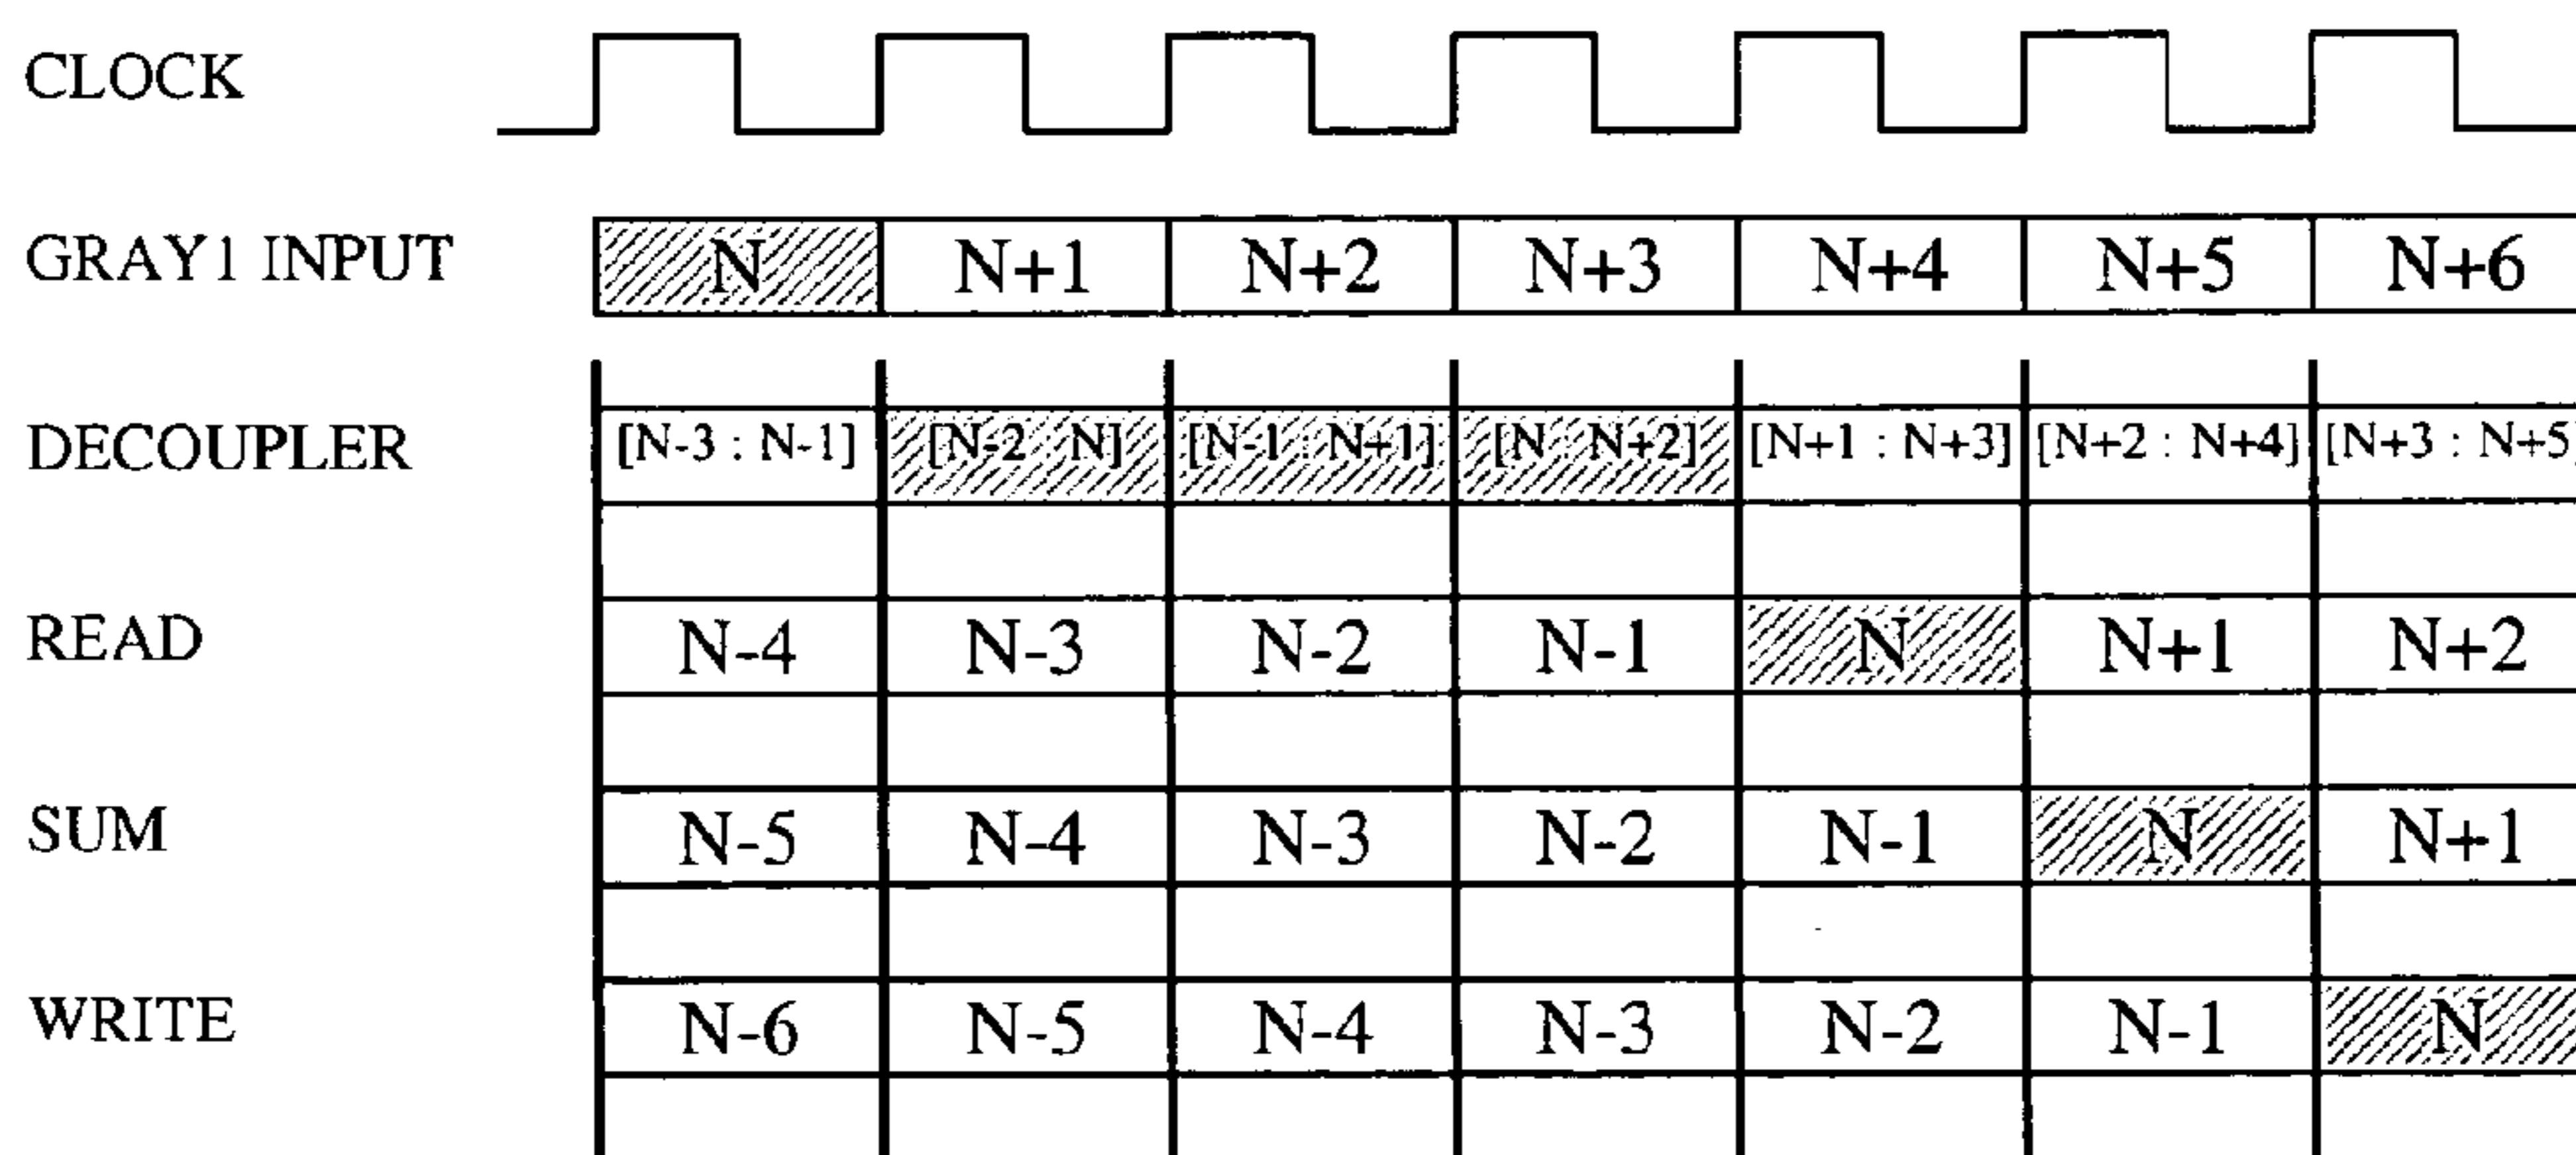 CLOCK
GRAY1 INPUT N N+1 N+2 N+3 N+4 N+5 N+6
DECOUPLER [N-3 : N-1] [N-2 : N] [N-1 : N+1] [N : N+2] [N+1 : N+3] [N+2 : N+4] [N+3 : N+5]
READ N-4 N-3 N-2 N-1 N N+1 N+2
SUM N-5 N-4 N-3 N-2 N-1 N N+1
WRITE N-6 N-5 N-4 N-3 N-2 N-1 N